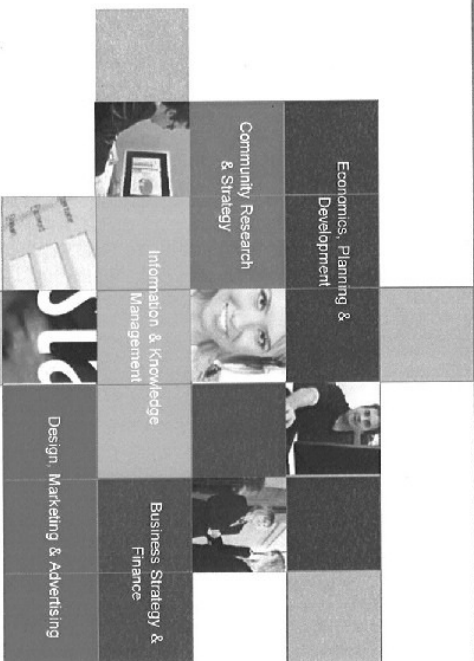 Economics, Planning &
Development
Community Research
& Strategy
Information & Knowledge
Management
Business Strategy &
Finance
Design, Marketing & Advertising